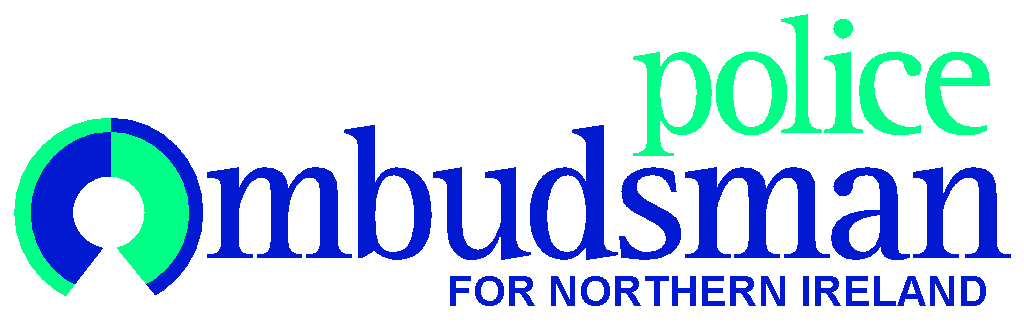 police
Ombudsman
FOR NORTHERN IRELAND